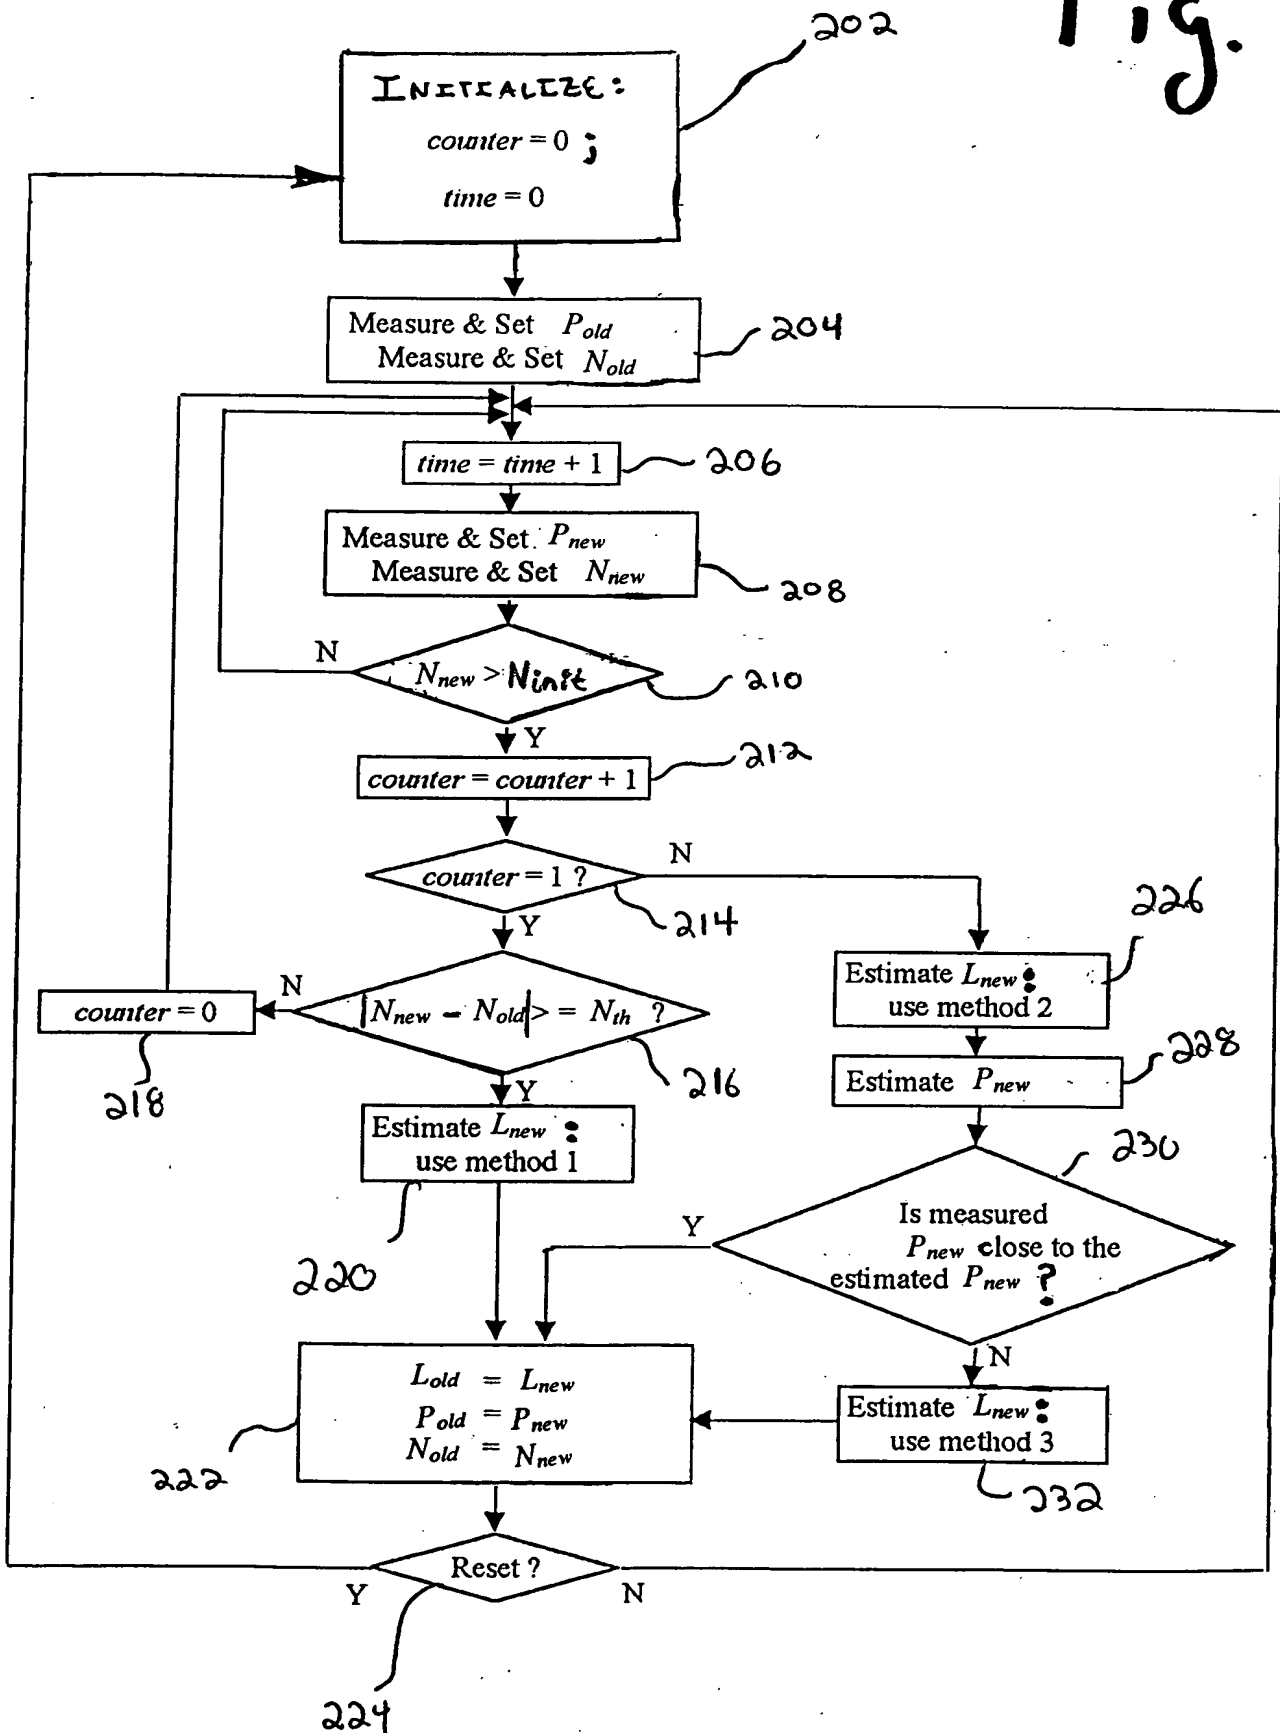 Fig.
202
INITIALIZE:
counter = 0 ;
time = 0
Measure & Set P_old
Measure & Set N_old
204
time = time + 1
206
Measure & Set P_new
Measure & Set N_new
208
N
N_new > Ninit
210
Y
counter = counter + 1
212
N
counter = 1 ?
214
Y
226
Estimate L_new :
use method 2
N
|N_new - N_old| > = N_th ?
216
counter = 0
218
228
Estimate P_new
Y
Estimate L_new :
use method 1
220
230
Is measured
P_new close to the
estimated P_new ?
Y
N
L_old = L_new
P_old = P_new
N_old = N_new
222
Estimate L_new :
use method 3
232
Reset ?
Y
N
224